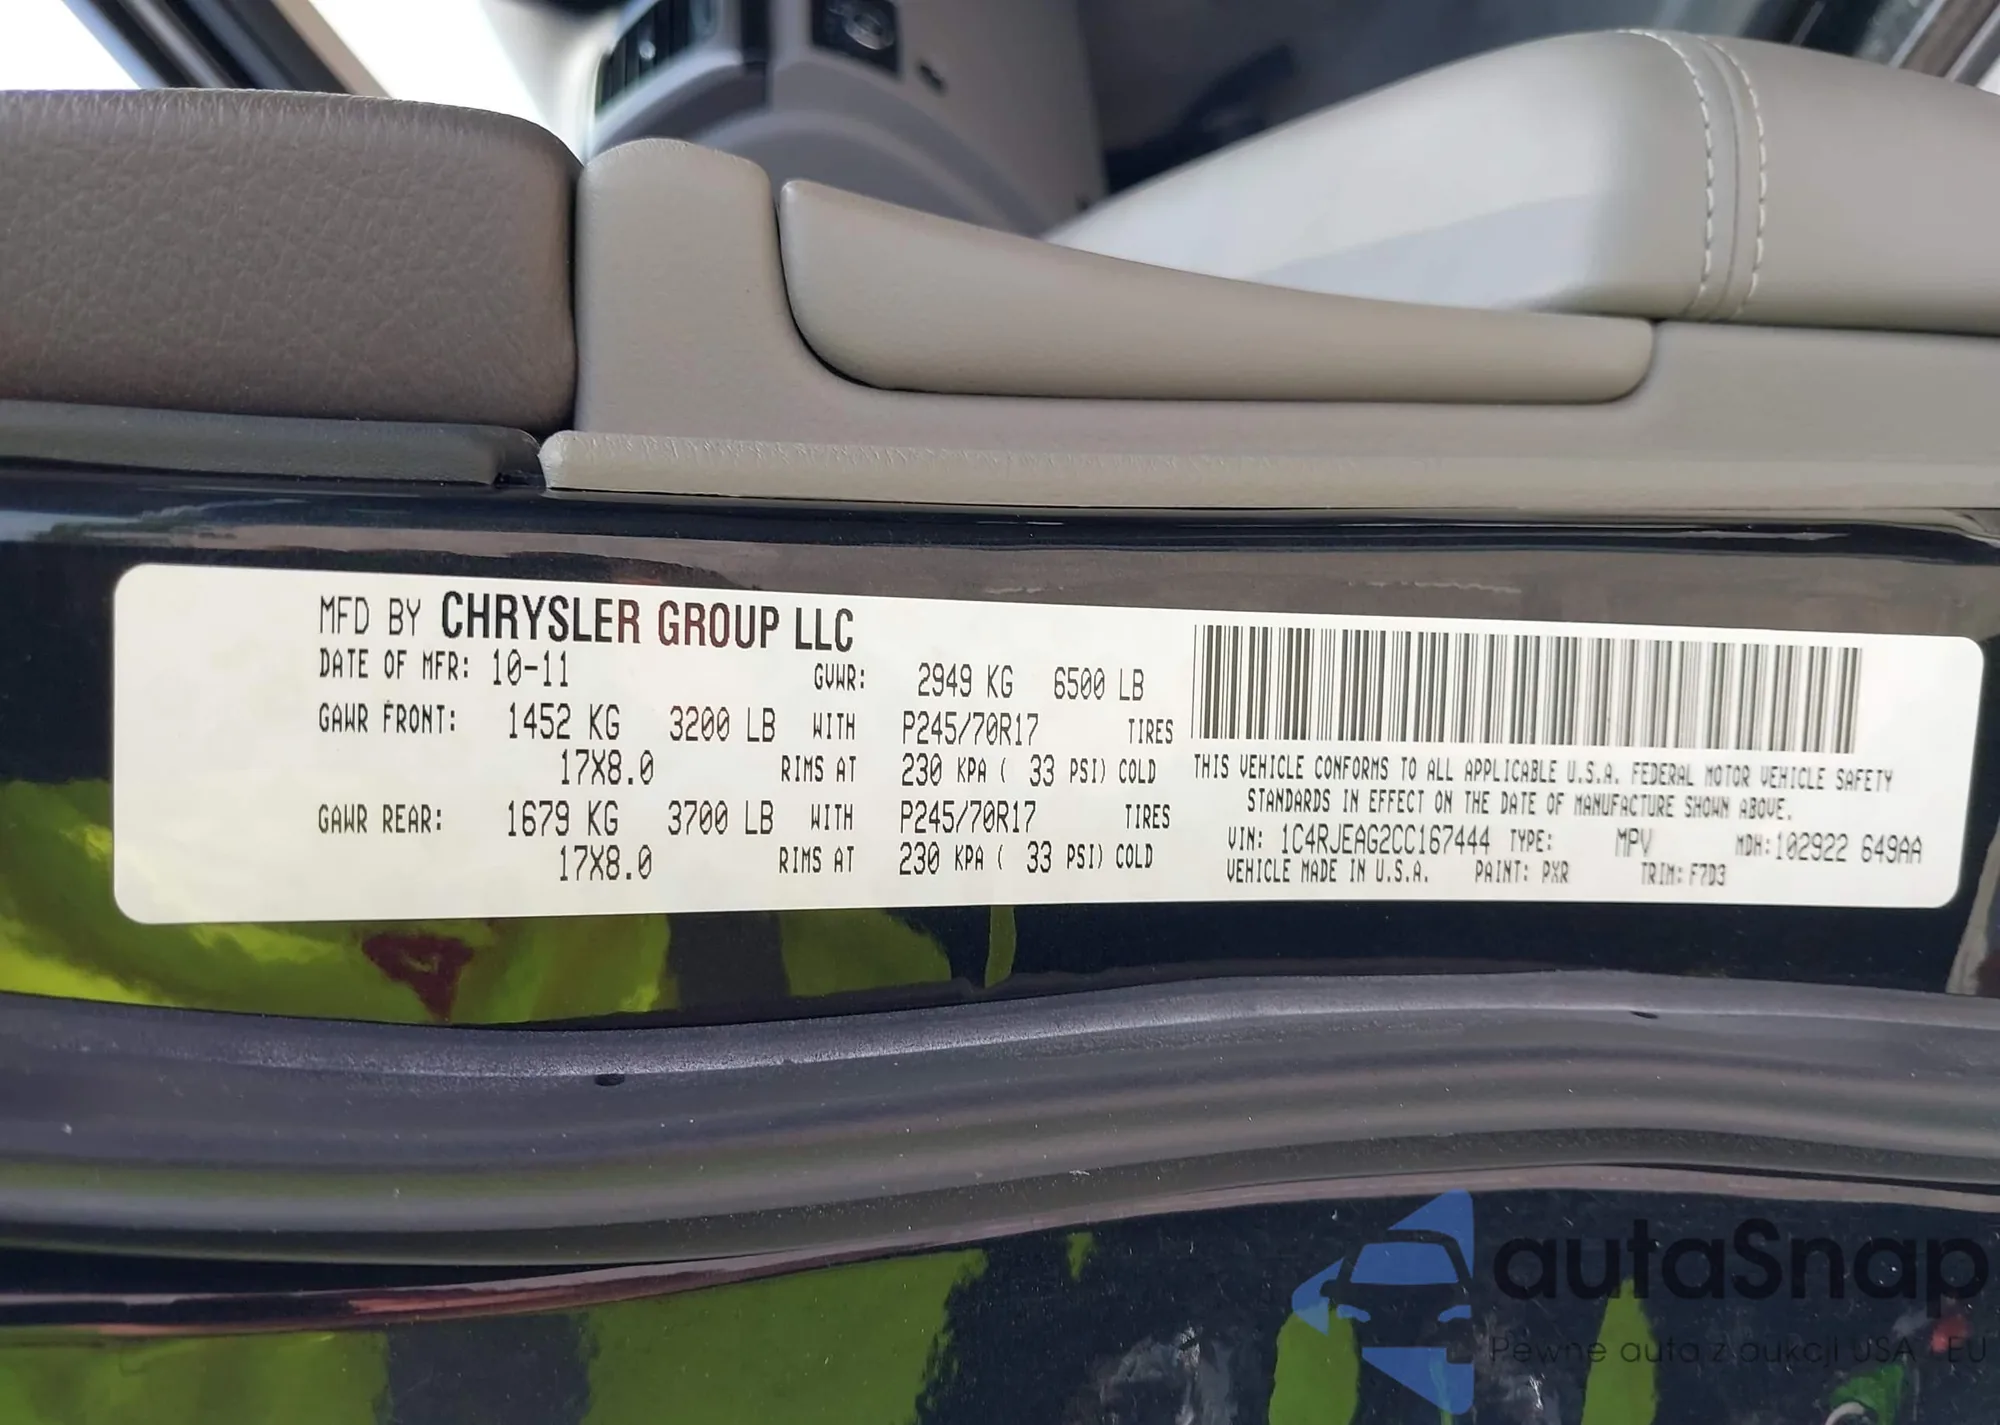 MFD BY CHRYSLER GROUP LLC
DATE OF MFR: 10-11 GVWR: 2949 KG 6500 LB
GAWR FRONT: 1452 KG 3200 LB WITH P245/70R17 TIRES
17X8.0 RIMS AT 230 KPA ( 33 PSI) COLD
GAWR REAR: 1679 KG 3700 LB WITH P245/70R17 TIRES
17X8.0 RIMS AT 230 KPA ( 33 PSI) COLD
THIS VEHICLE CONFORMS TO ALL APPLICABLE U.S.A. FEDERAL MOTOR VEHICLE SAFETY
STANDARDS IN EFFECT ON THE DATE OF MANUFACTURE SHOWN ABOVE.
VIN: 1C4RJEAG2CC167444 TYPE: MPV MDH:102922 649AA
VEHICLE MADE IN U.S.A. PAINT: PXR TRIM: F7D3
autaSnap
Pewne auta z aukcji USA i EU